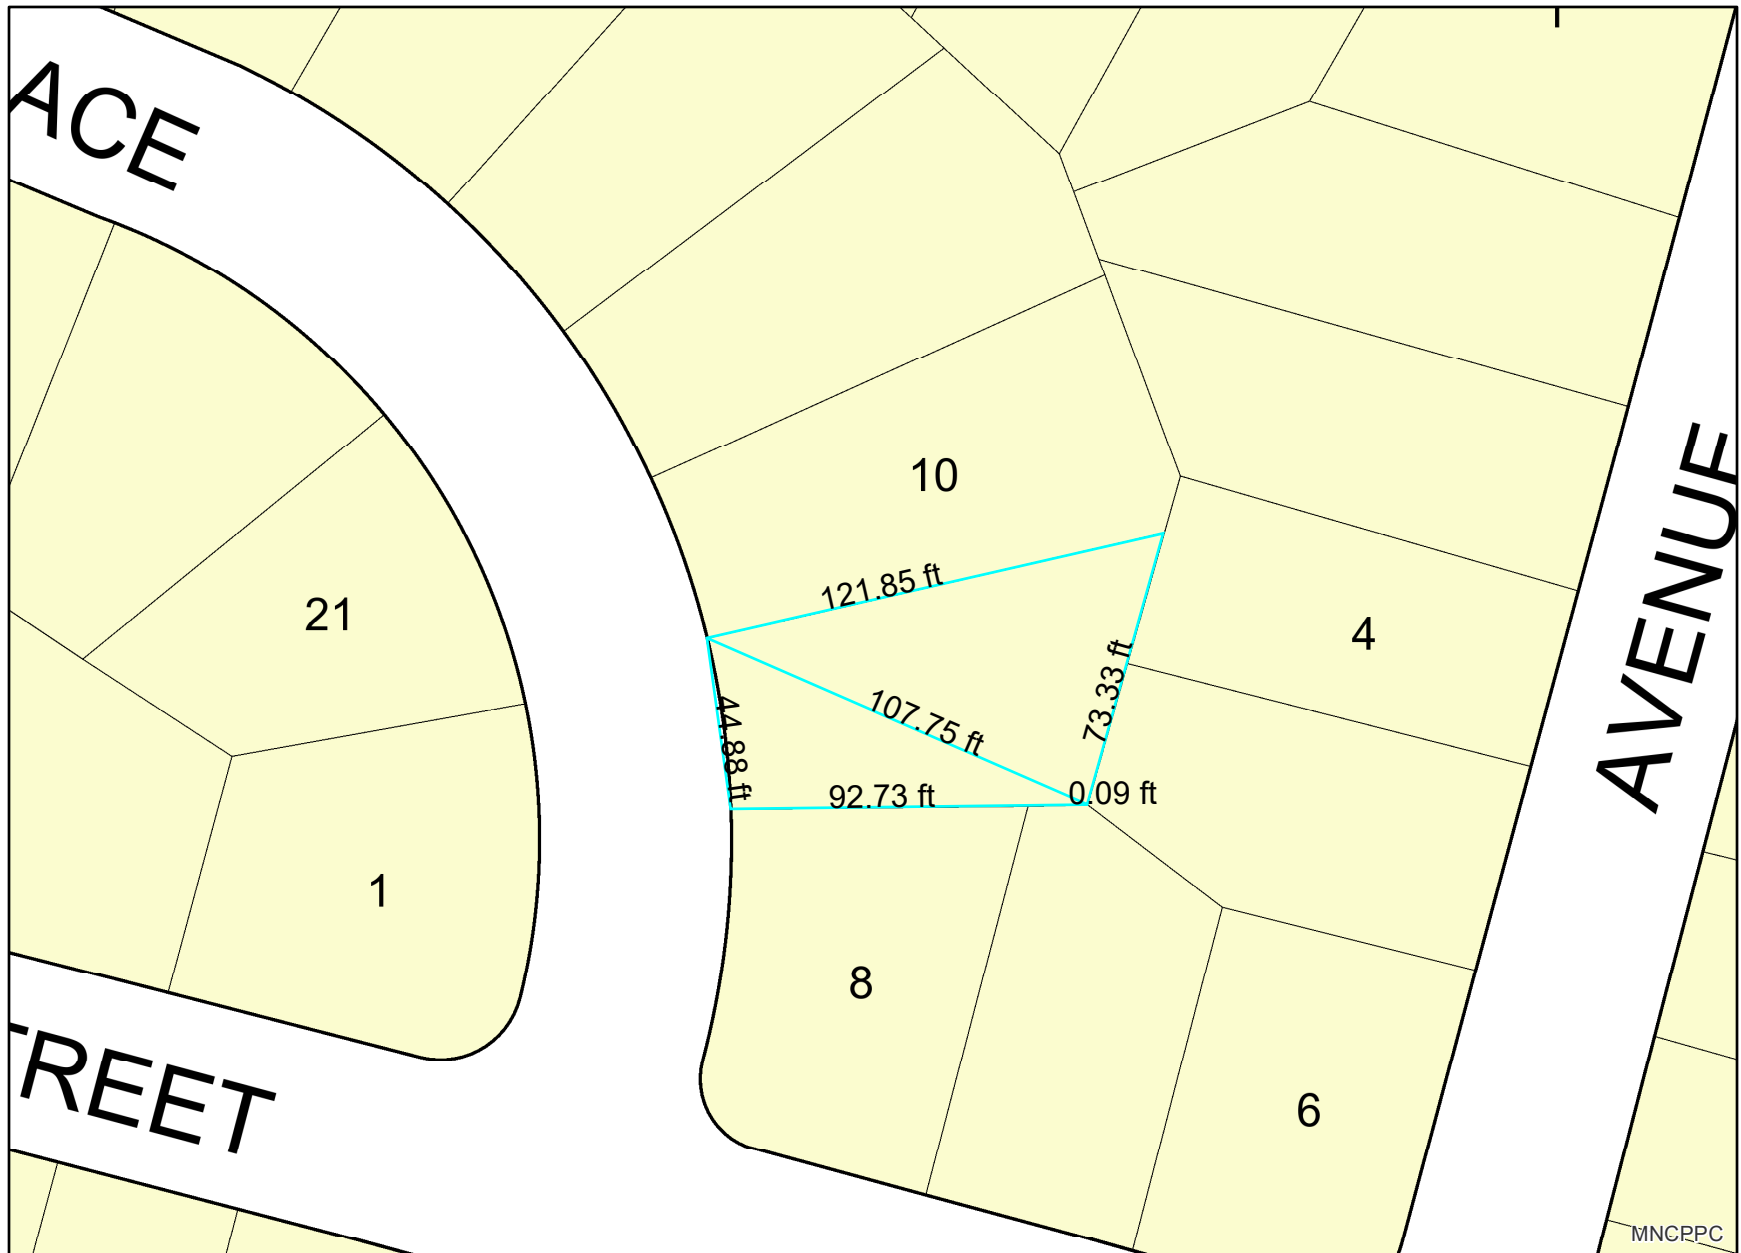 ACE
10
121.85 ft
21
4
AVENUE
73.33 ft
107.75 ft
44.88 ft
92.73 ft
0.09 ft
1
8
TREET
6
MNCPPC